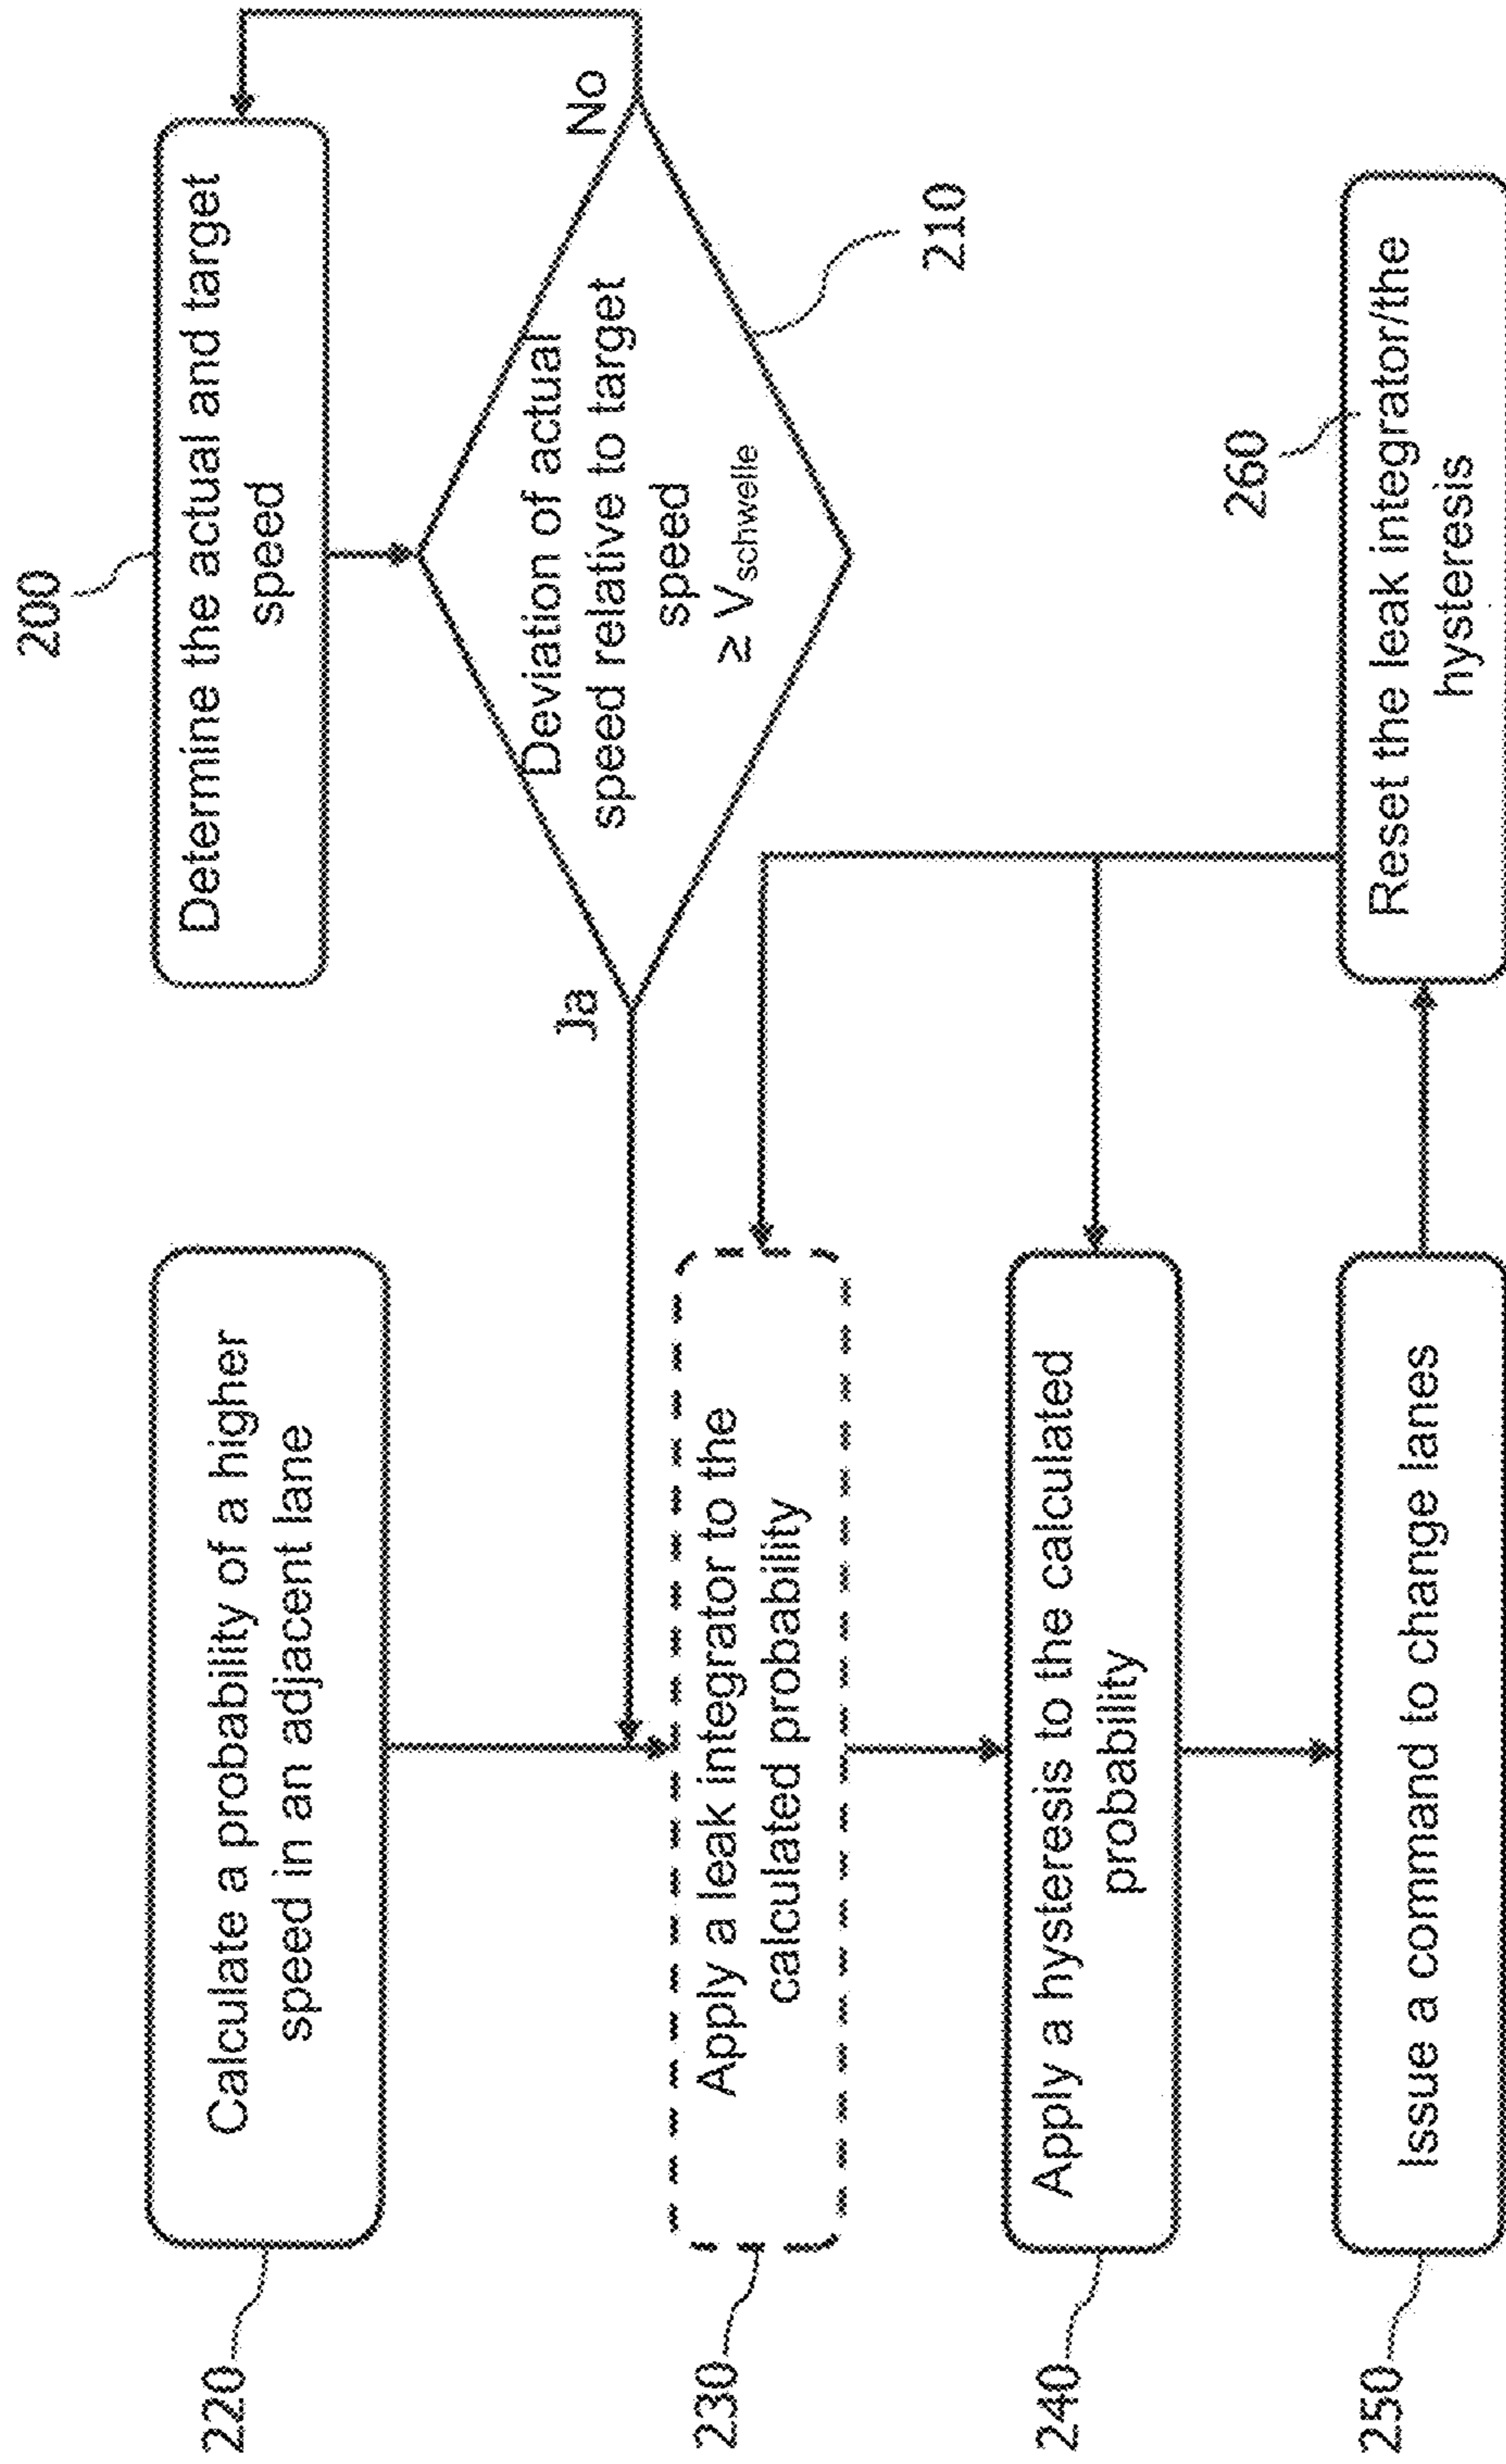 220
Calculate a probability of a higher
speed in an adjacent lane
200
Determine the actual and target
speed
Ja
No
Deviation of actual
speed relative to target
speed
≥ Vschwelle
210
230
Apply a leak integrator to the
calculated probability
240
Apply a hysteresis to the calculated
probability
250
Issue a command to change lanes
260
Reset the leak integrator/the
hysteresis